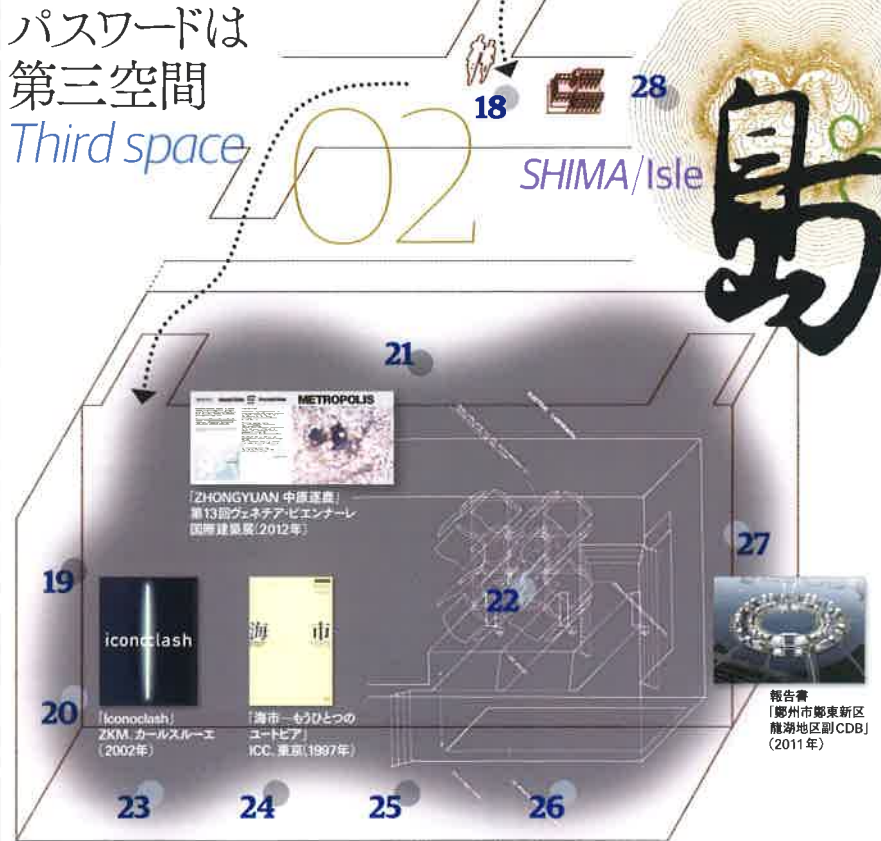 パスワードは
第三空間
Third space
02
18
28
SHIMA/Isle
島
21
METROPOLIS
「ZHONGYUAN 中原逐鹿」
第13回ヴェネチア・ビエンナーレ
国際建築展(2012年)
19
22
27
iconoclash
海 市
20
「Iconoclash」
ZKM. カールスルーエ
(2002年)
「海市—もうひとつの
ユートピア」
ICC. 東京(1997年)
報告書
「鄭州市鄭東新区
龍湖地区副CDB」
(2011年)
23
24
25
26